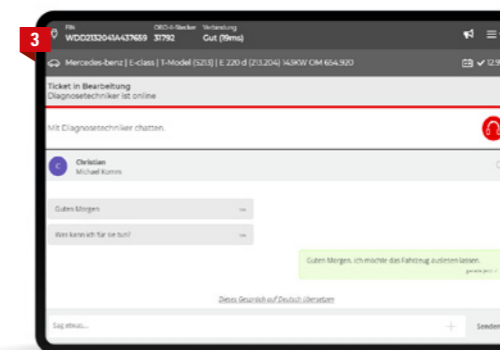 3
FIN OBD-II-Stecker Verbindung
WDD2132041A437659 31792 Gut (19ms)
Mercedes-benz | E-class | T-Model (S213) | E 220 d (213.204) 143KW OM 654.920
Ticket in Bearbeitung
Diagnosetechniker ist online
Mit Diagnosetechniker chatten.
C
Christian
Michael Komm
Guten Morgen
Was kann ich für sie tun?
Guten Morgen, ich möchte das Fahrzeug auslesen lassen.
gerade jetzt ✓
Dieses Gespräch auf Deutsch übersetzen
Sag etwas...
Senden